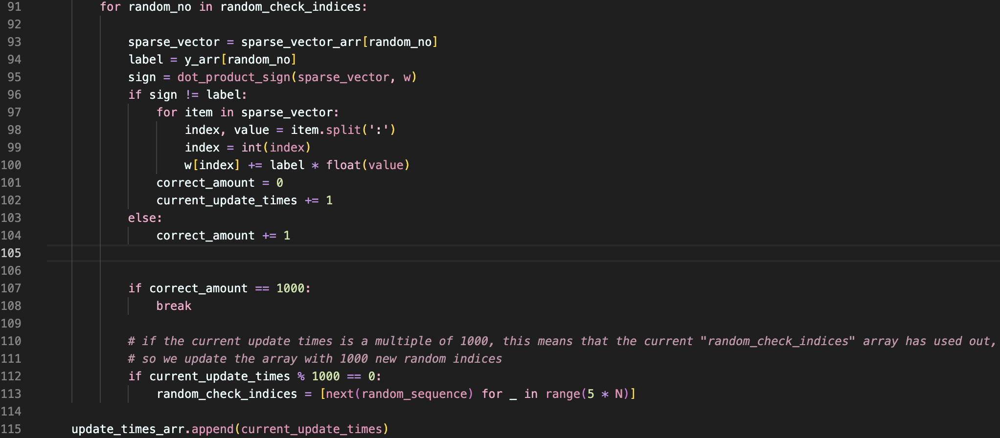 91 for random_no in random_check_indices:
92
93 sparse_vector = sparse_vector_arr[random_no]
94 label = y_arr[random_no]
95 sign = dot_product_sign(sparse_vector, w)
96 if sign != label:
97 for item in sparse_vector:
98 index, value = item.split(':')
99 index = int(index)
100 w[index] += label * float(value)
101 correct_amount = 0
102 current_update_times += 1
103 else:
104 correct_amount += 1
105
106
107 if correct_amount == 1000:
108 break
109
110 # if the current update times is a multiple of 1000, this means that the current "random_check_indices" array has used out,
111 # so we update the array with 1000 new random indices
112 if current_update_times % 1000 == 0:
113 random_check_indices = [next(random_sequence) for _ in range(5 * N)]
114
115 update_times_arr.append(current_update_times)